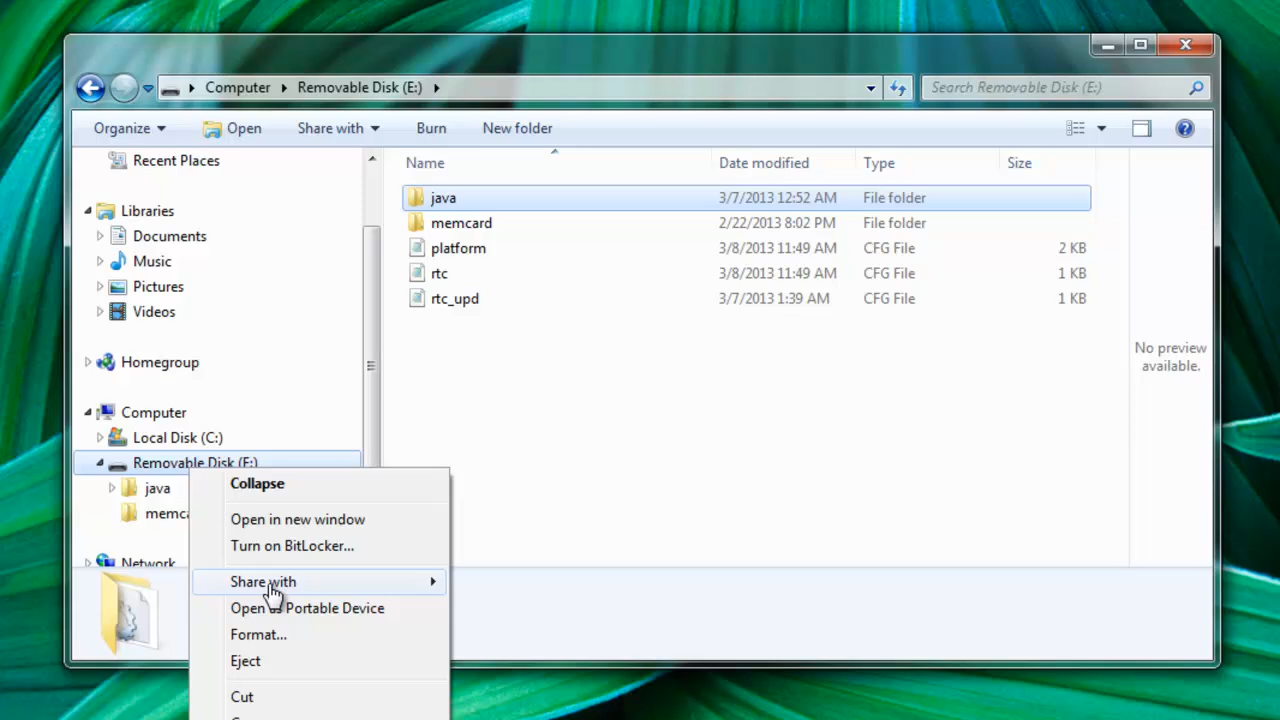 Computer Removable Disk (E:)
Search Removable Disk (E:)
Organize Open Share with Burn New folder
Recent Places
Libraries
Documents
Music
Pictures
Videos
Homegroup
Computer
Local Disk (C:)
Removable Disk (E:)
java
memca
Network
Name Date modified Type Size
java 3/7/2013 12:52 AM File folder
memcard 2/22/2013 8:02 PM File folder
platform 3/8/2013 11:49 AM CFG File 2 KB
rtc 3/8/2013 11:49 AM CFG File 1 KB
rtc_upd 3/7/2013 1:39 AM CFG File 1 KB
No preview
available.
Collapse
Open in new window
Turn on BitLocker...
Share with
Open as Portable Device
Format...
Eject
Cut